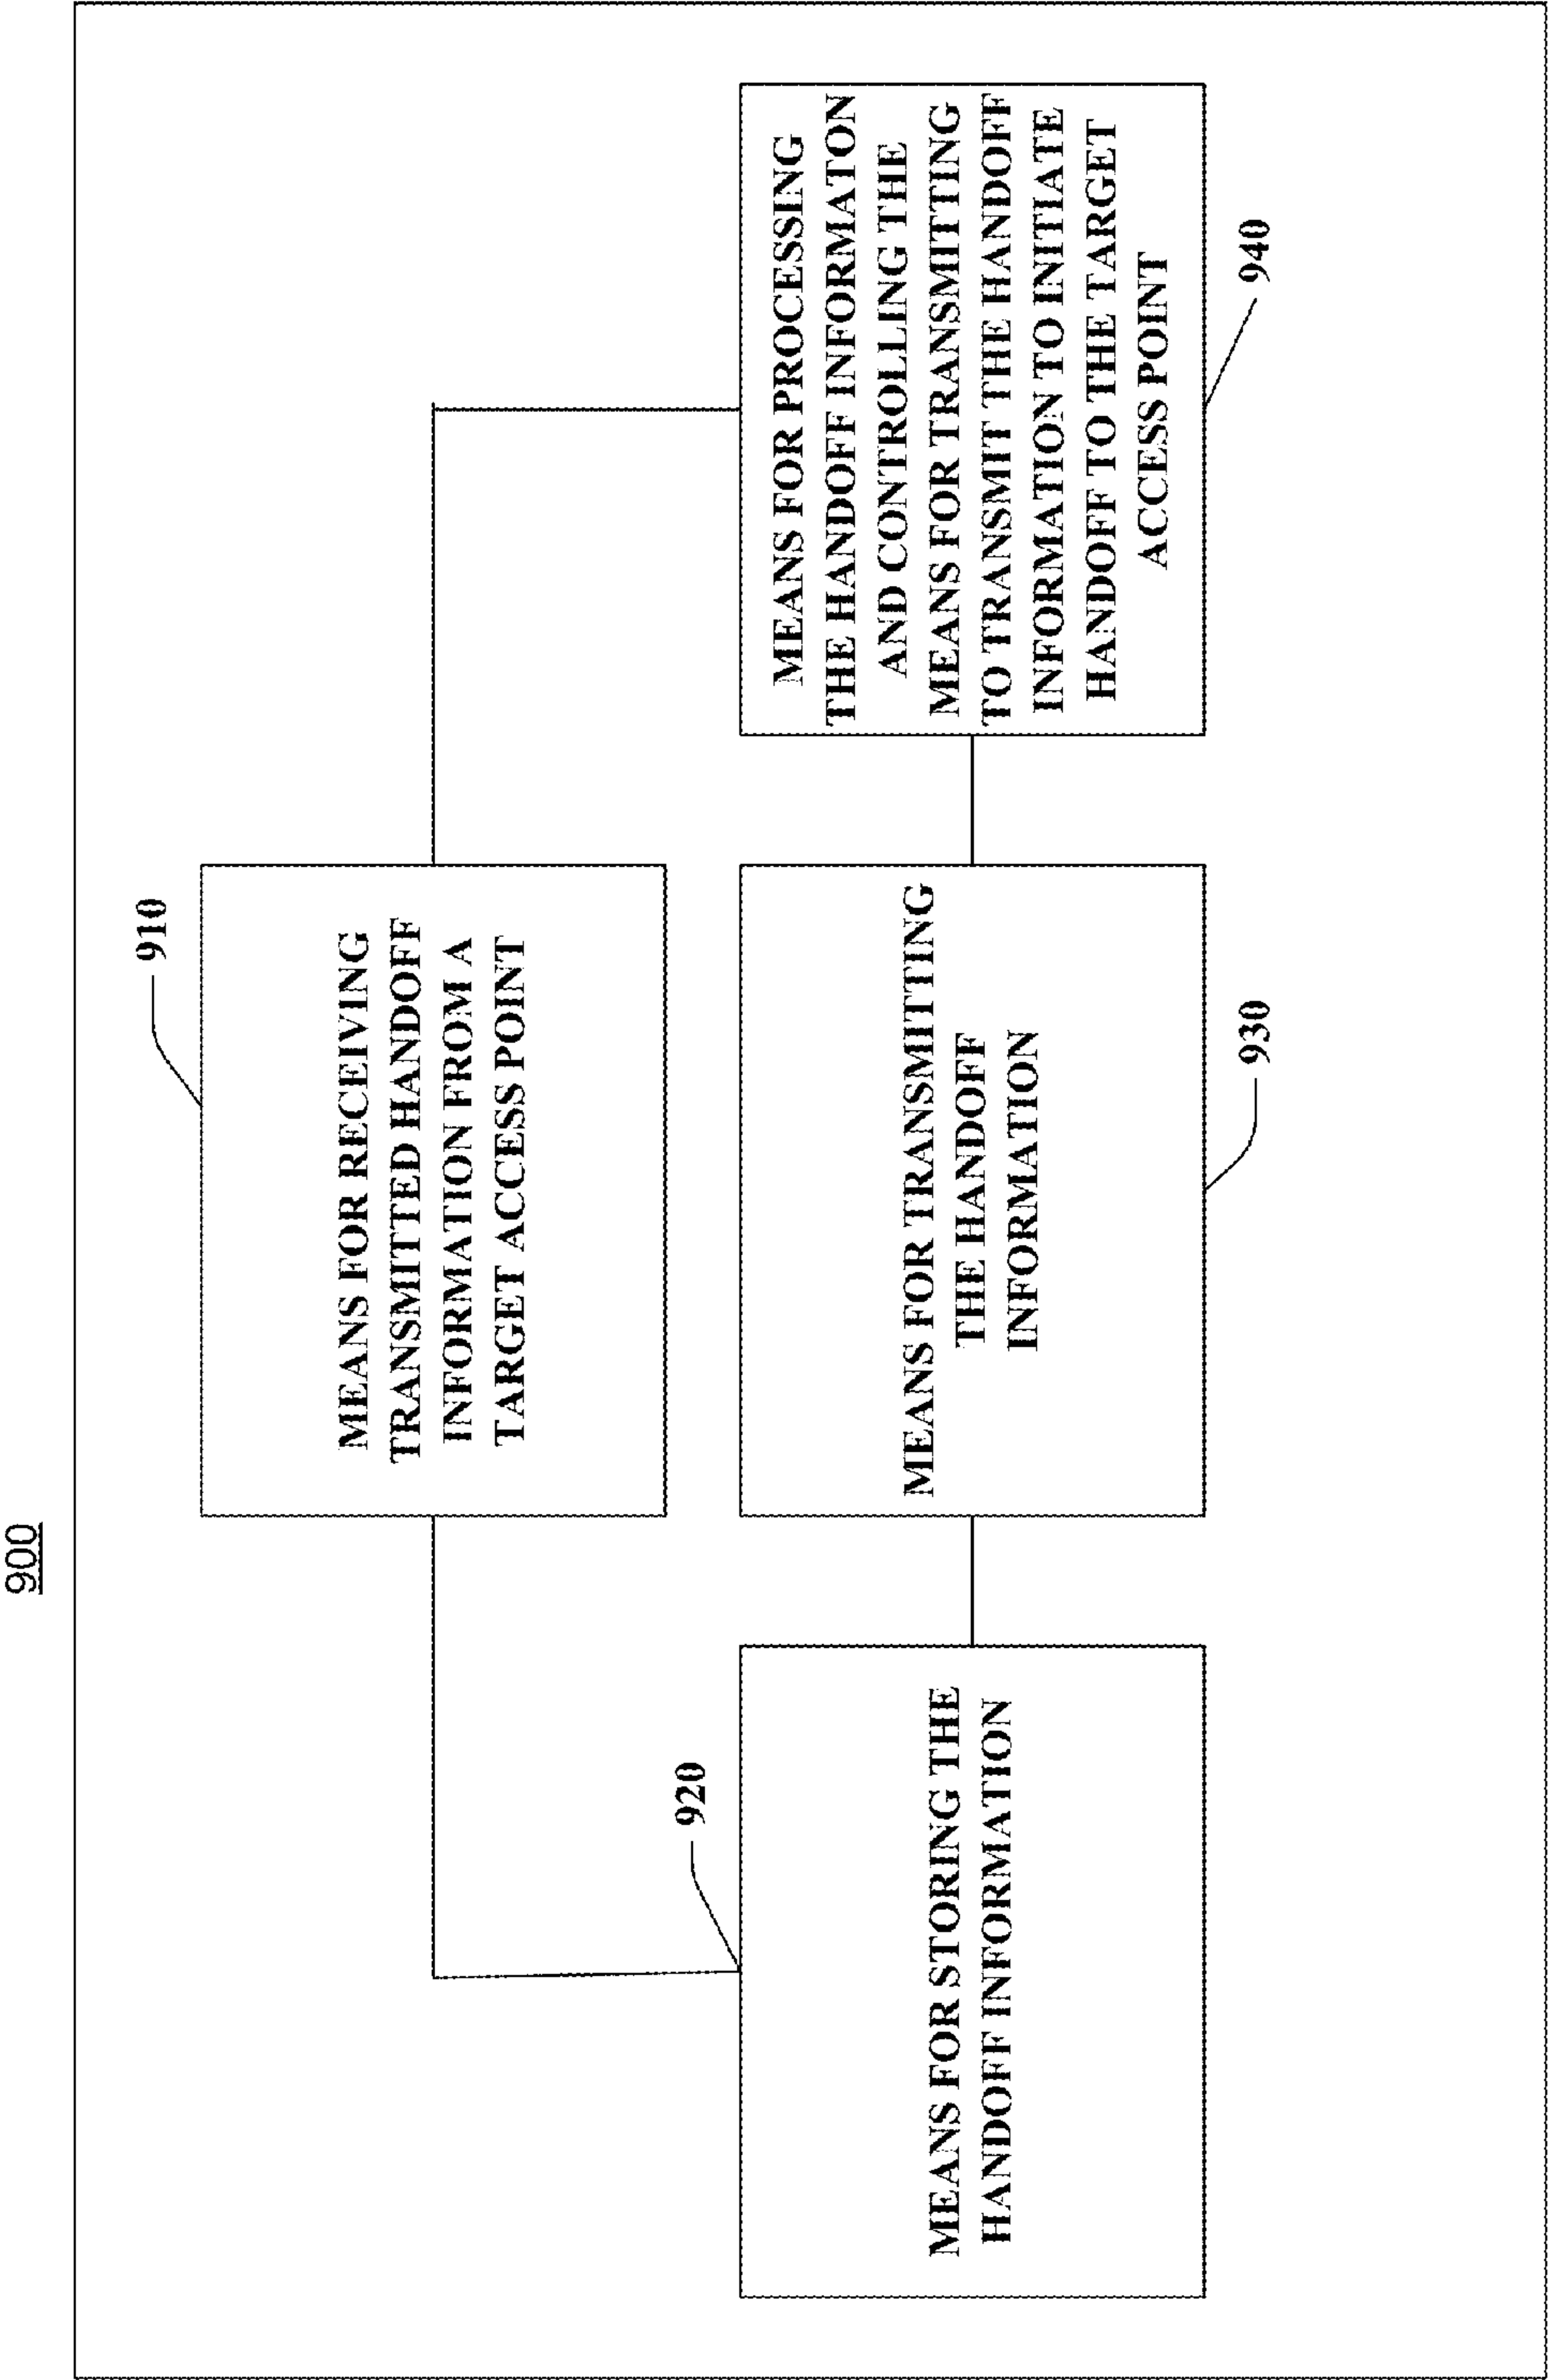 900
910
MEANS FOR RECEIVING
TRANSMITTED HANDOFF
INFORMATION FROM A
TARGET ACCESS POINT
920
MEANS FOR STORING THE
HANDOFF INFORMATION
MEANS FOR TRANSMITTING
THE HANDOFF
INFORMATION
930
MEANS FOR PROCESSING
THE HANDOFF INFORMATON
AND CONTROLLING THE
MEANS FOR TRANSMITTING
TO TRANSMIT THE HANDOFF
INFORMATION TO INITIATE
HANDOFF TO THE TARGET
ACCESS POINT
940